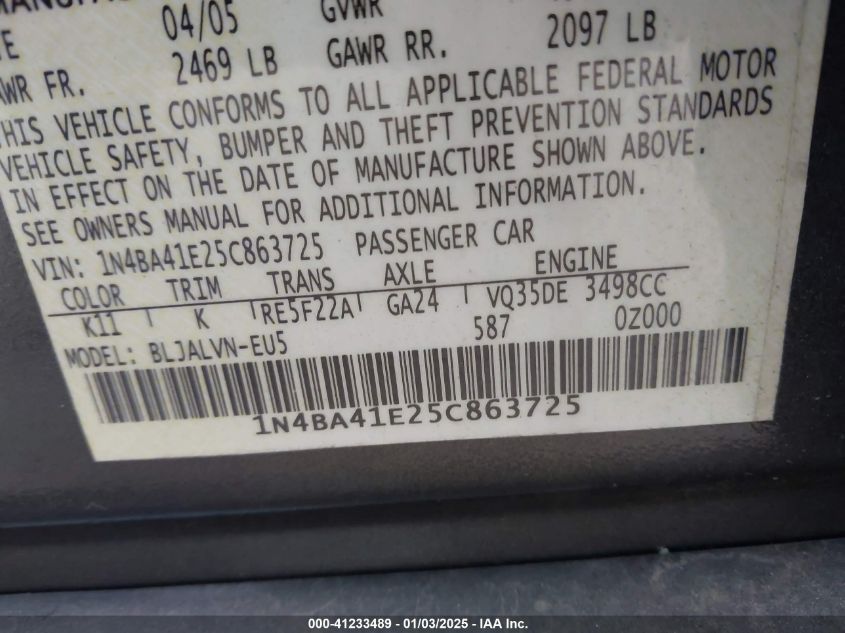 04/05 GVWR
2469 LB GAWR RR. 2097 LB
WR FR.
THIS VEHICLE CONFORMS TO ALL APPLICABLE FEDERAL MOTOR
VEHICLE SAFETY, BUMPER AND THEFT PREVENTION STANDARDS
IN EFFECT ON THE DATE OF MANUFACTURE SHOWN ABOVE.
SEE OWNERS MANUAL FOR ADDITIONAL INFORMATION.
VIN: 1N4BA41E25C863725 PASSENGER CAR
COLOR TRIM TRANS AXLE ENGINE
K11 K RE5F22A GA24 VQ35DE 3498CC
MODEL: BLJALVN-EU5 587 0Z000
1N4BA41E25C863725
000-41233489 - 01/03/2025 - IAA Inc.